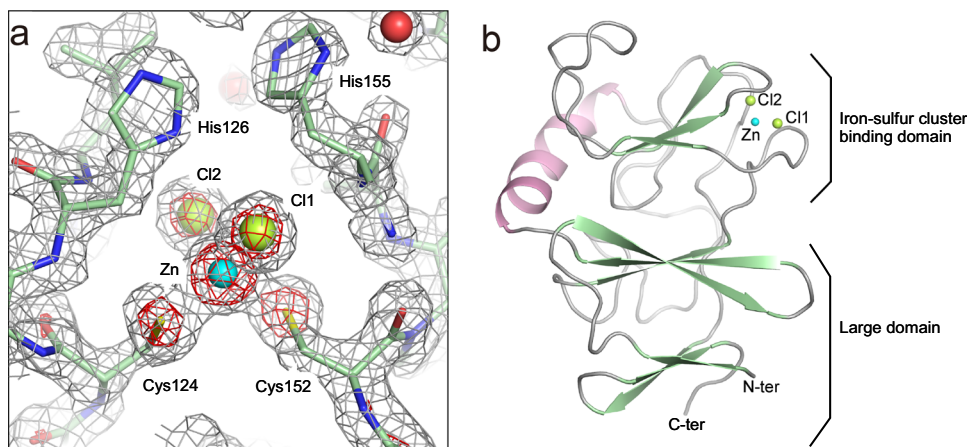 a
His155
His126
Cl2
Cl1
Zn
Cys124
Cys152
b
Cl2
Cl1
Zn
Iron-sulfur cluster
binding domain
Large domain
N-ter
C-ter